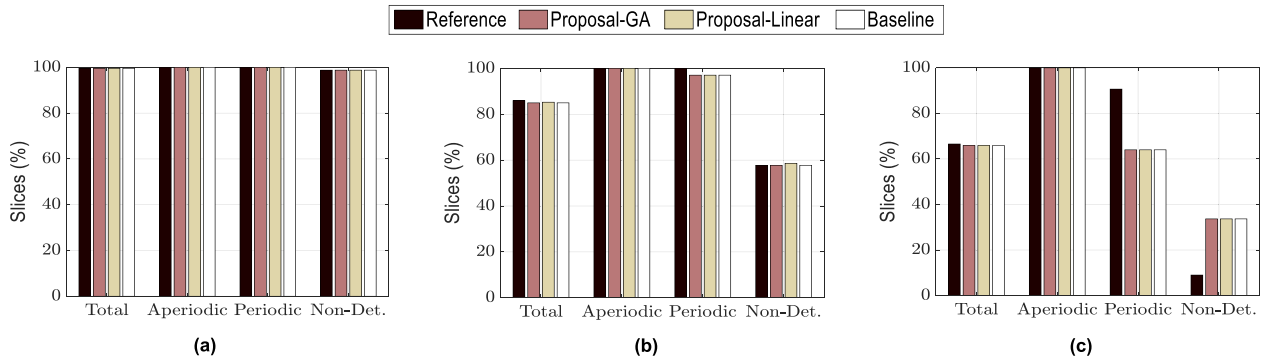 Reference Proposal-GA Proposal-Linear Baseline
Slices (%)
100
80
60
40
20
0
Total Aperiodic Periodic Non-Det.
(a)
Slices (%)
100
80
60
40
20
0
Total Aperiodic Periodic Non-Det.
(b)
Slices (%)
100
80
60
40
20
0
Total Aperiodic Periodic Non-Det.
(c)